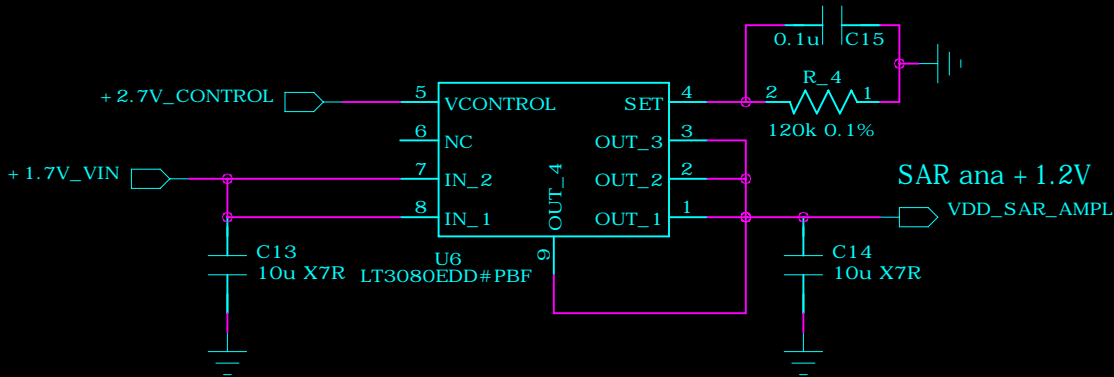 0.1u C15
R_4
+2.7V_CONTROL 5 VCONTROL SET 4 2 1
120k 0.1%
6 NC OUT_3 3
+1.7V_VIN 7 IN_2 OUT_4 OUT_2 2 SAR ana +1.2V
8 IN_1 OUT_1 1 VDD_SAR_AMPL
C13 U6 9 C14
10u X7R LT3080EDD#PBF 10u X7R